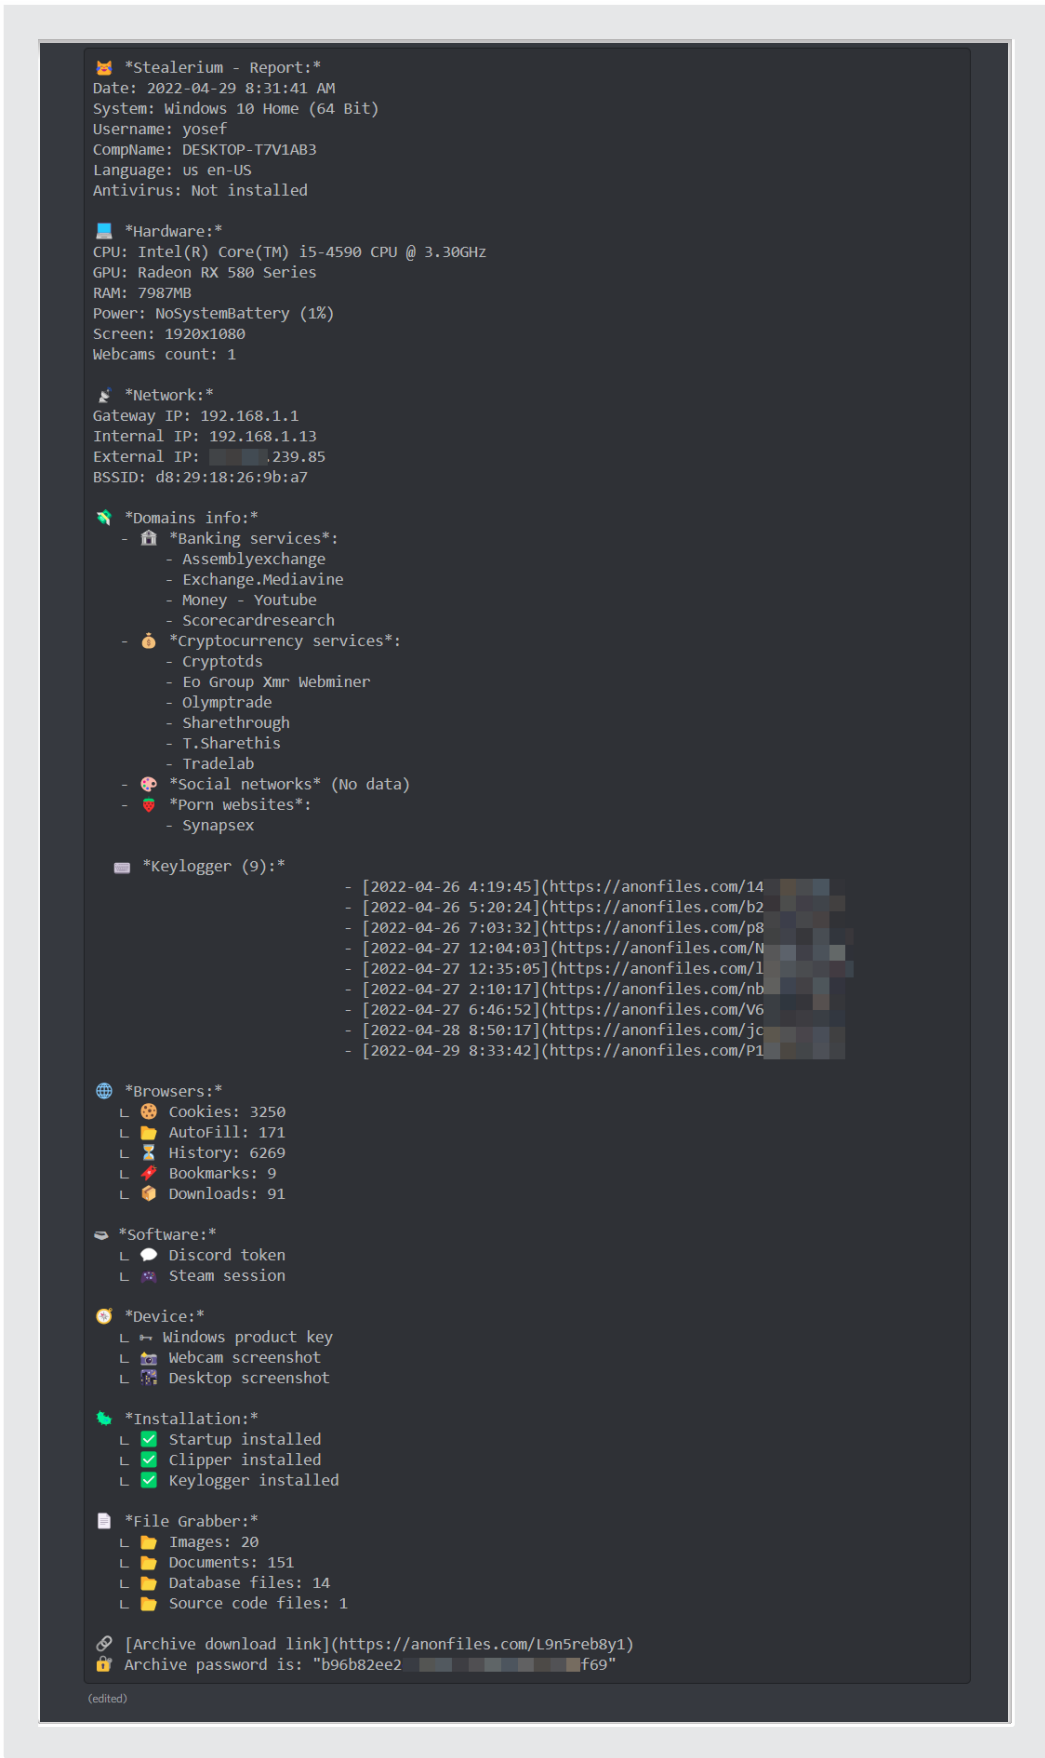 *Stealerium - Report:*
Date: 2022-04-29 8:31:41 AM
System: Windows 10 Home (64 Bit)
Username: yosef
CompName: DESKTOP-T7V1AB3
Language: us en-US
Antivirus: Not installed
*Hardware:*
CPU: Intel(R) Core(TM) i5-4590 CPU @ 3.30GHz
GPU: Radeon RX 580 Series
RAM: 7987MB
Power: NoSystemBattery (1%)
Screen: 1920x1080
Webcams count: 1
*Network:*
Gateway IP: 192.168.1.1
Internal IP: 192.168.1.13
External IP: .239.85
BSSID: d8:29:18:26:9b:a7
*Domains info:*
- *Banking services*:
- Assemblyexchange
- Exchange.Mediavine
- Money - Youtube
- Scorecardresearch
- *Cryptocurrency services*:
- Cryptotds
- Eo Group Xmr Webminer
- Olymptrade
- Sharethrough
- T.Sharethis
- Tradelab
- *Social networks* (No data)
- *Porn websites*:
- Synapsex
*Keylogger (9):*
- [2022-04-26 4:19:45](https://anonfiles.com/14
- [2022-04-26 5:20:24](https://anonfiles.com/b2
- [2022-04-26 7:03:32](https://anonfiles.com/p8
- [2022-04-27 12:04:03](https://anonfiles.com/N
- [2022-04-27 12:35:05](https://anonfiles.com/l
- [2022-04-27 2:10:17](https://anonfiles.com/nb
- [2022-04-27 6:46:52](https://anonfiles.com/V6
- [2022-04-28 8:50:17](https://anonfiles.com/jc
- [2022-04-29 8:33:42](https://anonfiles.com/P1
*Browsers:*
∟ Cookies: 3250
∟ AutoFill: 171
∟ History: 6269
∟ Bookmarks: 9
∟ Downloads: 91
*Software:*
∟ Discord token
∟ Steam session
*Device:*
∟ Windows product key
∟ Webcam screenshot
∟ Desktop screenshot
*Installation:*
∟ Startup installed
∟ Clipper installed
∟ Keylogger installed
*File Grabber:*
∟ Images: 20
∟ Documents: 151
∟ Database files: 14
∟ Source code files: 1
[Archive download link](https://anonfiles.com/L9n5reb8y1)
Archive password is: "b96b82ee2 f69"
(edited)